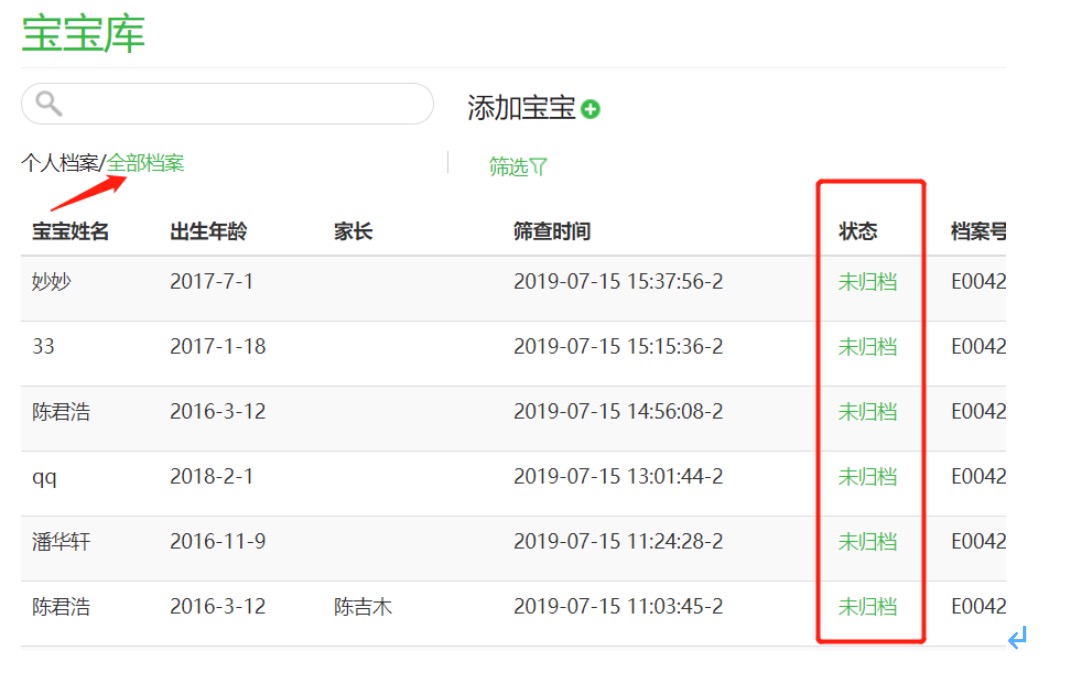 宝宝库
添加宝宝
个人档案/全部档案 筛选
宝宝姓名 出生年龄 家长 筛查时间 状态 档案号
妙妙 2017-7-1 2019-07-15 15:37:56-2 未归档 E0042
33 2017-1-18 2019-07-15 15:15:36-2 未归档 E0042
陈君浩 2016-3-12 2019-07-15 14:56:08-2 未归档 E0042
qq 2018-2-1 2019-07-15 13:01:44-2 未归档 E0042
潘华轩 2016-11-9 2019-07-15 11:24:28-2 未归档 E0042
陈君浩 2016-3-12 陈吉木 2019-07-15 11:03:45-2 未归档 E0042